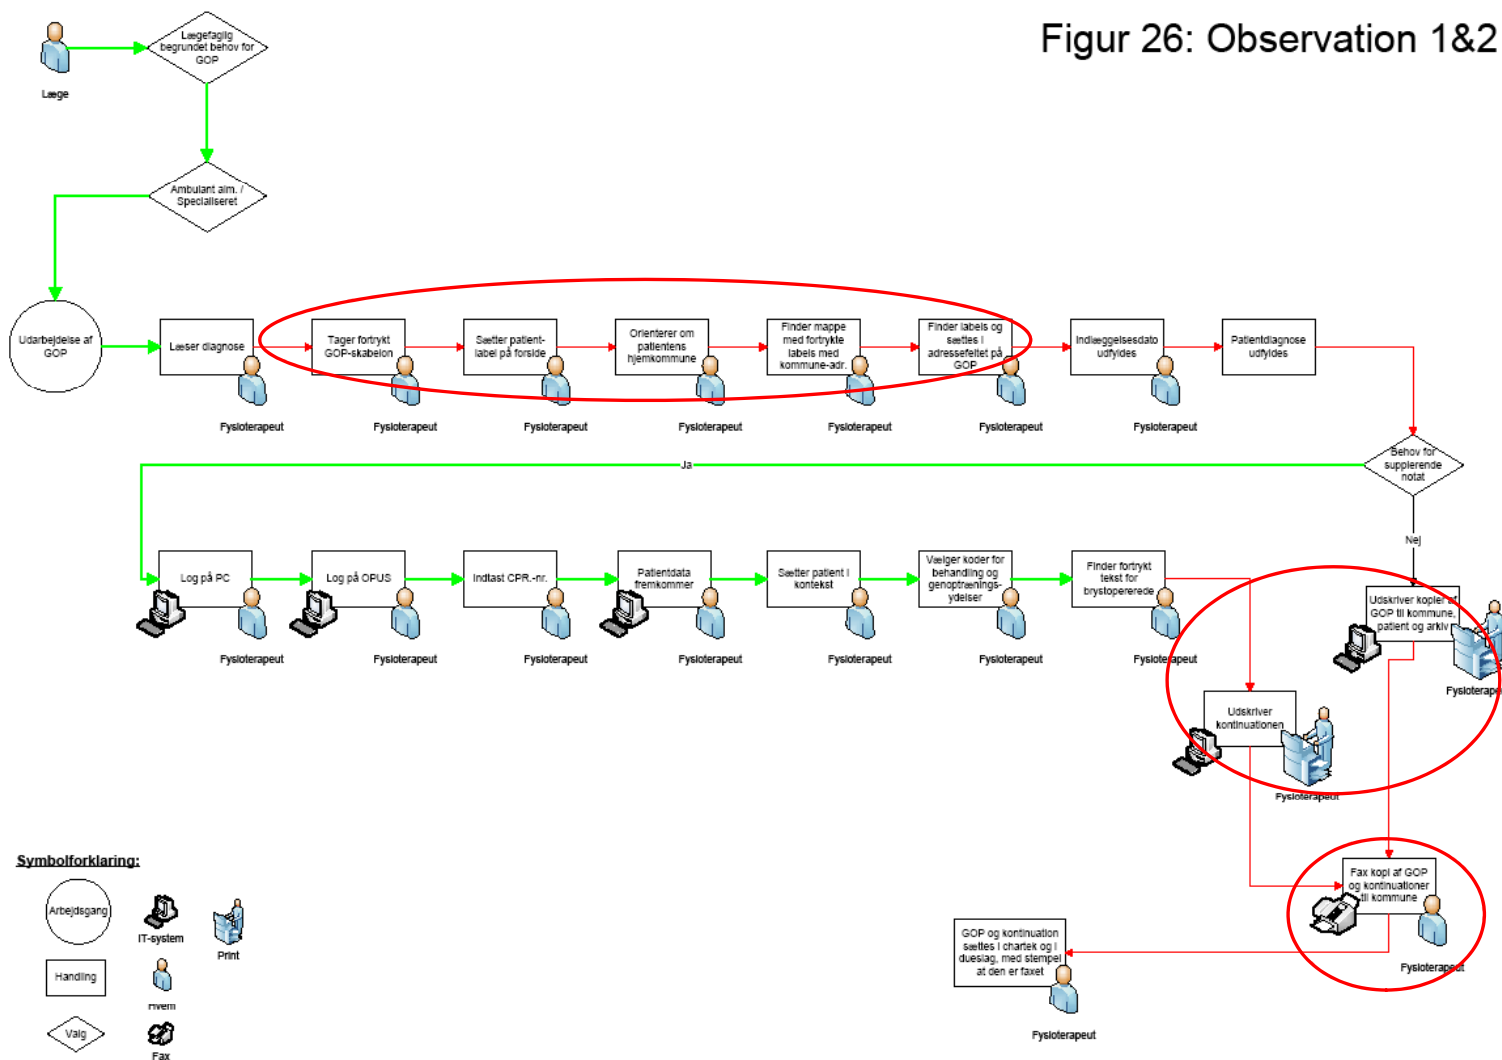 Figur 26: Observation 1&2
Lægefaglig
begrundet behov for
GOP
Læge
Ambulant alm. /
Specialiseret
Udarbejdelse af
GOP
Læser diagnose
Fysioterapeut
Tager fortrykt
GOP-skabelon
Fysioterapeut
Sætter patient-
label på forside
Fysioterapeut
Orienterer om
patientens
hjemkommune
Fysioterapeut
Finder mappe
med fortrykte
labels med
kommune-adr.
Fysioterapeut
Finder labels og
sættes i
adressefeltet på
GOP
Fysioterapeut
Indlæggelsesdato
udfyldes
Fysioterapeut
Patientdiagnose
udfyldes
Behov for
supplerende
notat
Ja
Nej
Log på PC
Fysioterapeut
Log på OPUS
Fysioterapeut
Indtast CPR.-nr.
Fysioterapeut
Patientdata
fremkommer
Fysioterapeut
Sætter patient i
kontekst
Fysioterapeut
Vælger koder for
behandling og
genoptrænings-
ydelser
Fysioterapeut
Finder fortrykt
tekst for
brystopererede
Fysioterapeut
Udskriver kopier af
GOP til kommune,
patient og arkiv
Fysioterapeu
Udskriver
kontinuationen
Fysioterapeut
Fax kopi af GOP
og kontinuationer
til kommune
Fysioterapeut
GOP og kontinuation
sættes i chartek og i
dueslag, med stempel
at den er faxet
Fysioterapeut
Symbolforklaring:
Arbejdsgang
IT-system
Print
Handling
Hvem
Valg
Fax